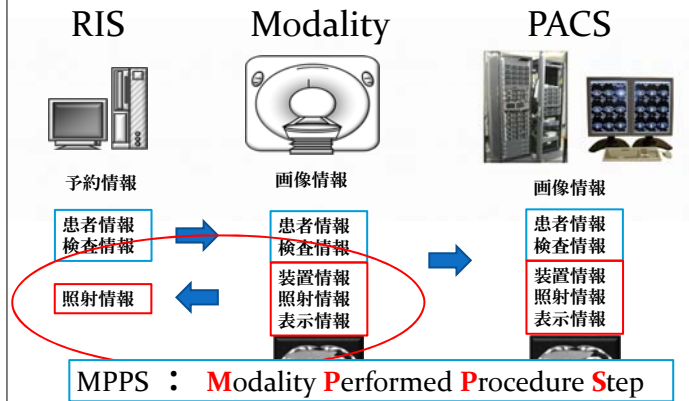 RIS
Modality
PACS
予約情報
画像情報
画像情報
患者情報
検査情報
患者情報
検査情報
患者情報
検査情報
照射情報
装置情報
照射情報
表示情報
装置情報
照射情報
表示情報
MPPS ： Modality Performed Procedure Step